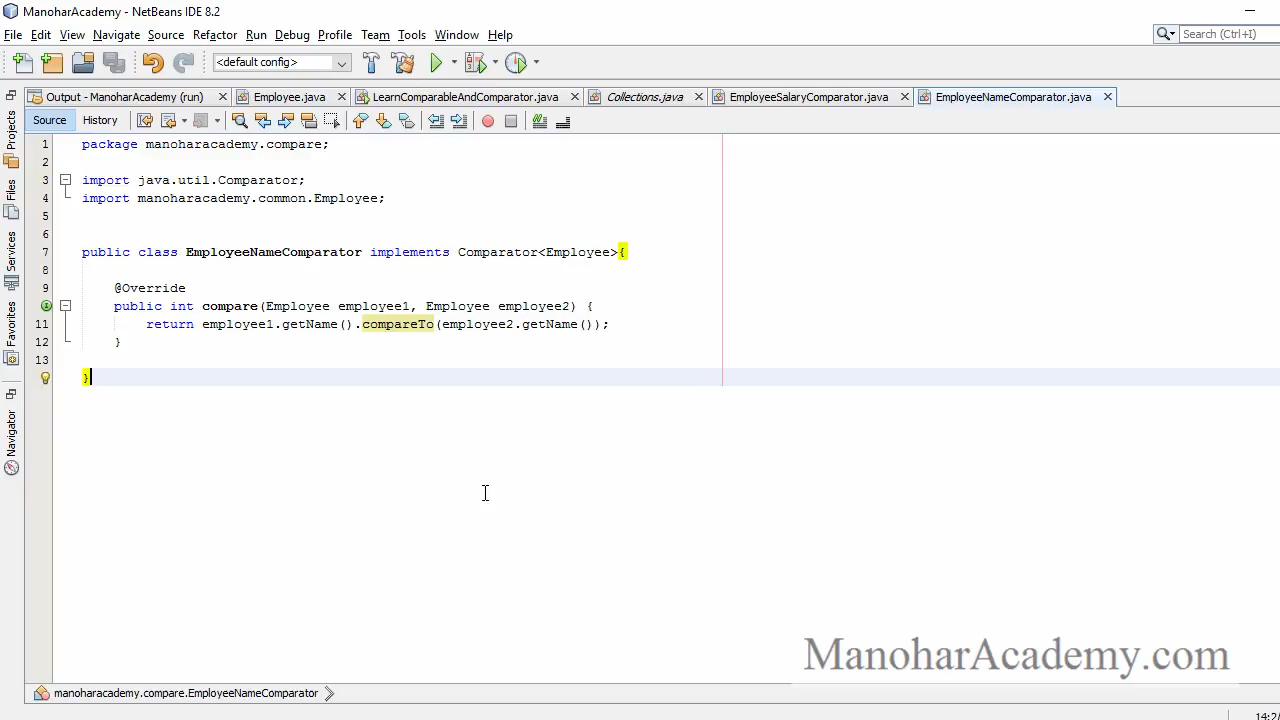 ManoharAcademy - NetBeans IDE 8.2
File Edit View Navigate Source Refactor Run Debug Profile Team Tools Window Help
Search (Ctrl+I)
<default config>
Output - ManoharAcademy (run) Employee.java LearnComparableAndComparator.java Collections.java EmployeeSalaryComparator.java EmployeeNameComparator.java
Source History
Projects
Files
Services
Favorites
Navigator
1 package manoharacademy.compare;
2
3 import java.util.Comparator;
4 import manoharacademy.common.Employee;
5
6
7 public class EmployeeNameComparator implements Comparator<Employee>{
8
9 @Override
public int compare(Employee employee1, Employee employee2) {
11 return employee1.getName().compareTo(employee2.getName());
12 }
13
}
ManoharAcademy.com
manoharacademy.compare.EmployeeNameComparator